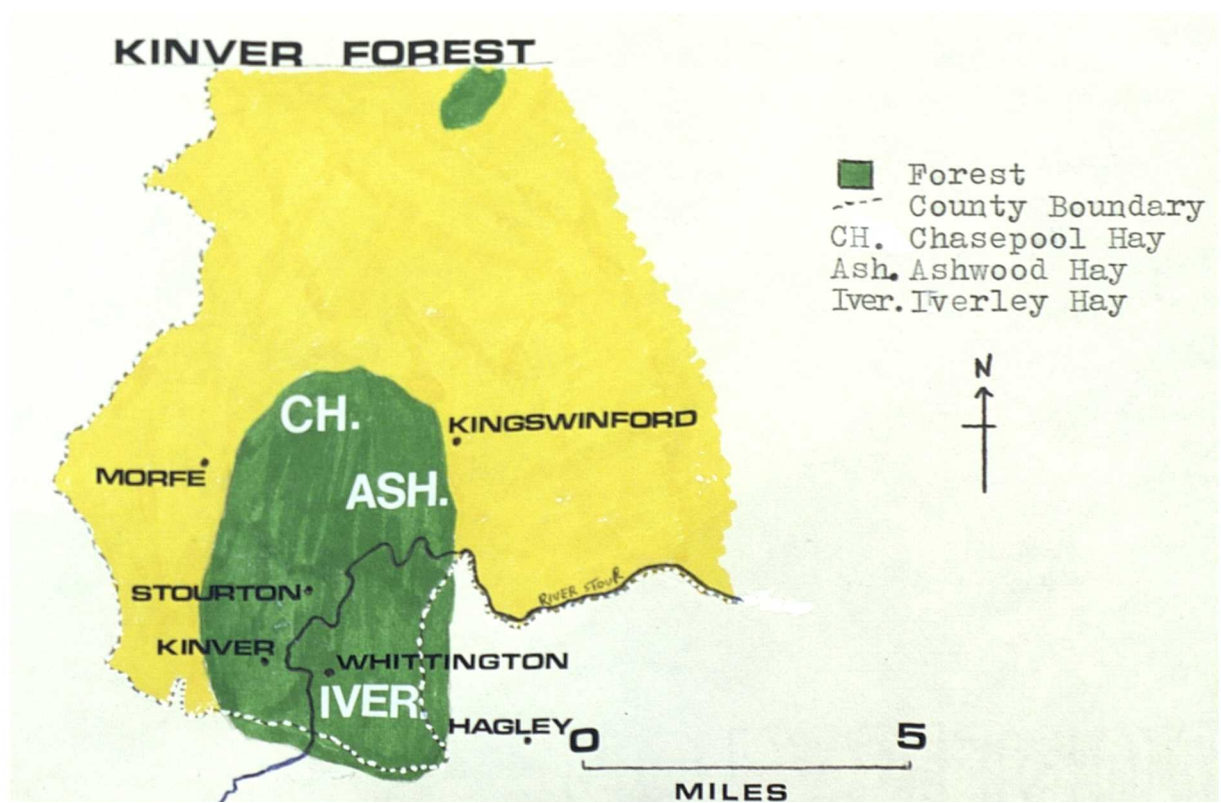 KINVER FOREST
Forest
County Boundary
CH. Chasepool Hay
Ash. Ashwood Hay
Iver. Iverley Hay
N
CH.
KINGSWINFORD
MORFE
ASH.
RIVER STOUR
STOURTON
KINVER
WHITTINGTON
IVER.
HAGLEY
0 5
MILES